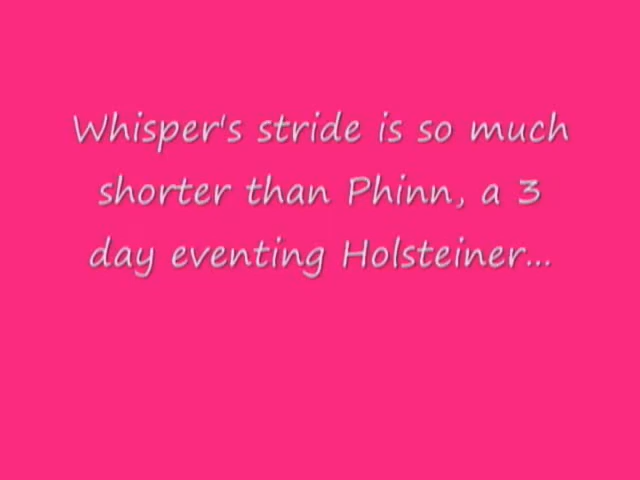 Whisper's stride is so much
shorter than Phinn, a 3
day eventing Holsteiner...